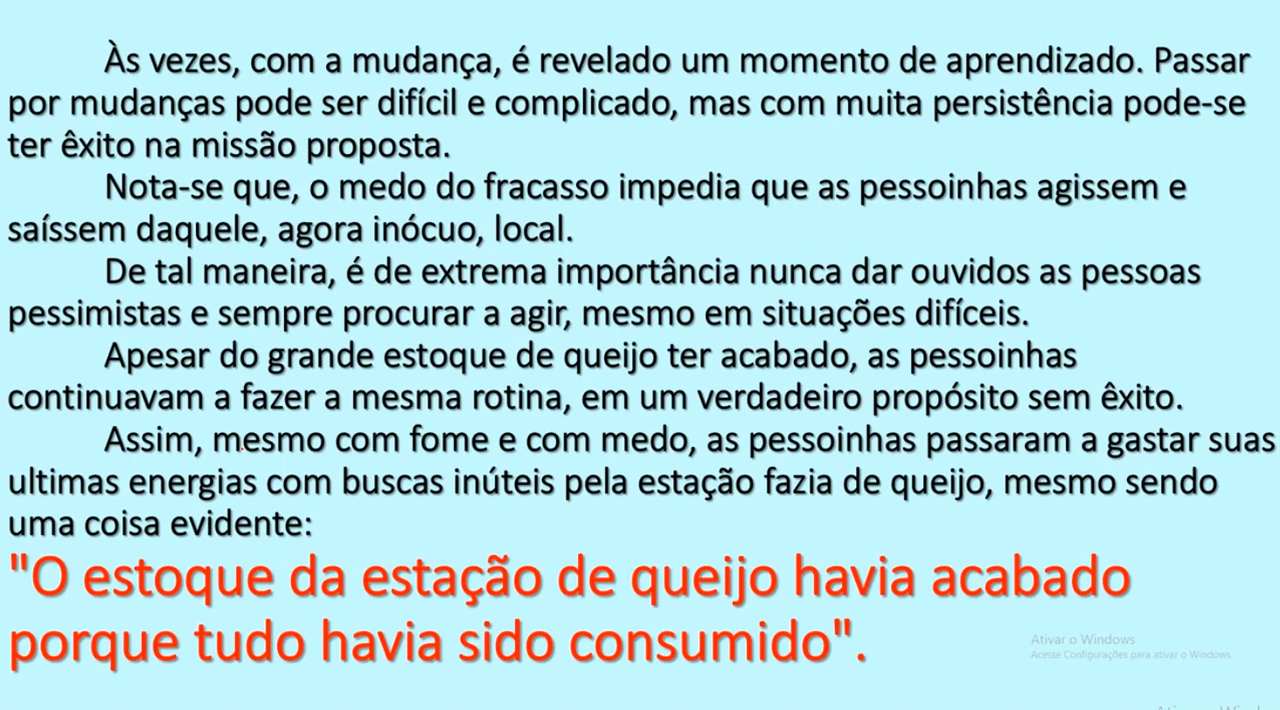 Às vezes, com a mudança, é revelado um momento de aprendizado. Passar
por mudanças pode ser difícil e complicado, mas com muita persistência pode-se
ter êxito na missão proposta.
Nota-se que, o medo do fracasso impedia que as pessoinhas agissem e
saíssem daquele, agora inócuo, local.
De tal maneira, é de extrema importância nunca dar ouvidos as pessoas
pessimistas e sempre procurar a agir, mesmo em situações difíceis.
Apesar do grande estoque de queijo ter acabado, as pessoinhas
continuavam a fazer a mesma rotina, em um verdadeiro propósito sem êxito.
Assim, mesmo com fome e com medo, as pessoinhas passaram a gastar suas
ultimas energias com buscas inúteis pela estação fazia de queijo, mesmo sendo
uma coisa evidente:
"O estoque da estação de queijo havia acabado
porque tudo havia sido consumido".
Ativar o Windows
Acesse Configurações para ativar o Windows.